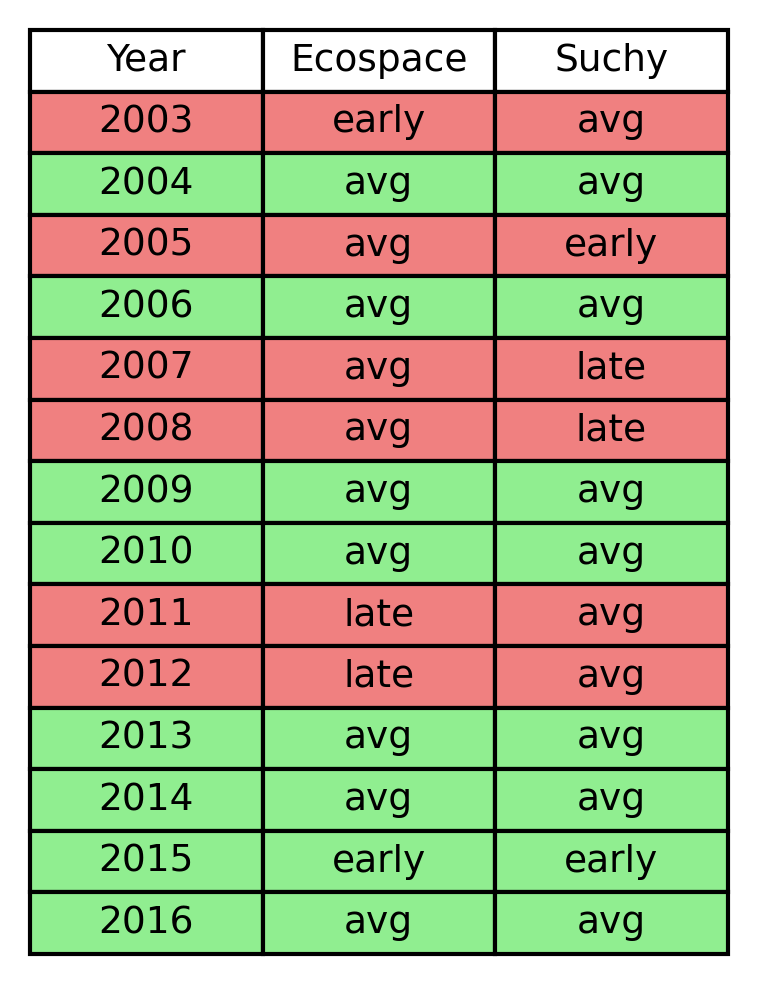 Year Ecospace Suchy
2003 early avg
2004 avg avg
2005 avg early
2006 avg avg
2007 avg late
2008 avg late
2009 avg avg
2010 avg avg
2011 late avg
2012 late avg
2013 avg avg
2014 avg avg
2015 early early
2016 avg avg